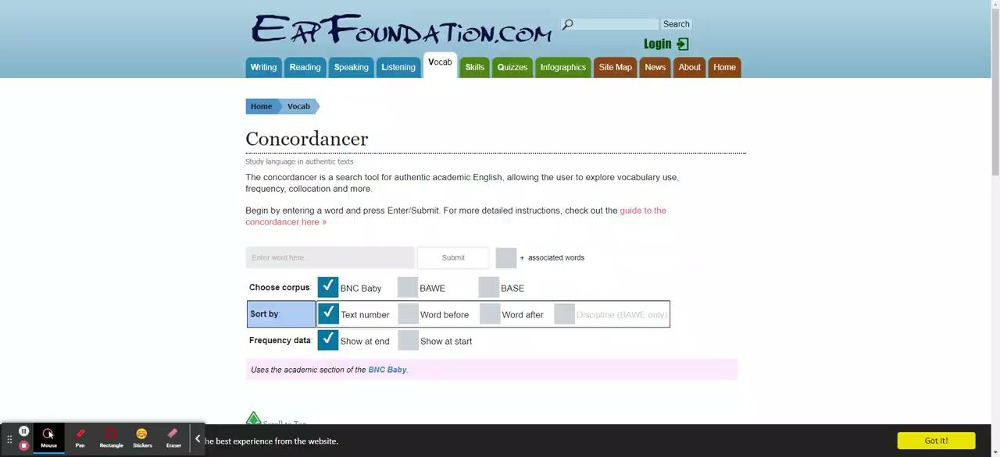 EAPFOUNDATION.COM
Search
Login
Writing Reading Speaking Listening Vocab Skills Quizzes Infographics Site Map News About Home
Home Vocab
Concordancer
Study language in authentic texts
The concordancer is a search tool for authentic academic English, allowing the user to explore vocabulary use,
frequency, collocation and more.
Begin by entering a word and press Enter/Submit. For more detailed instructions, check out the guide to the
concordancer here »
Enter word here... Submit + associated words
Choose corpus: BNC Baby BAWE BASE
Sort by: Text number Word before Word after Discipline (BAWE only)
Frequency data: Show at end Show at start
Uses the academic section of the BNC Baby.
Scroll to Top
he best experience from the website. Got it!
Mouse Pen Rectangle Stickers Eraser